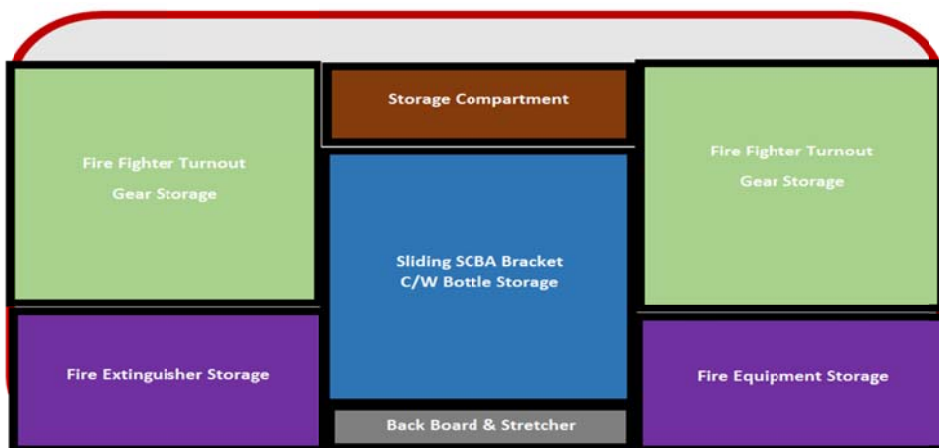 Storage Compartment
Fire Fighter Turnout
Gear Storage
Fire Fighter Turnout
Gear Storage
Sliding SCBA Bracket
C/W Bottle Storage
Fire Extinguisher Storage
Fire Equipment Storage
Back Board & Stretcher